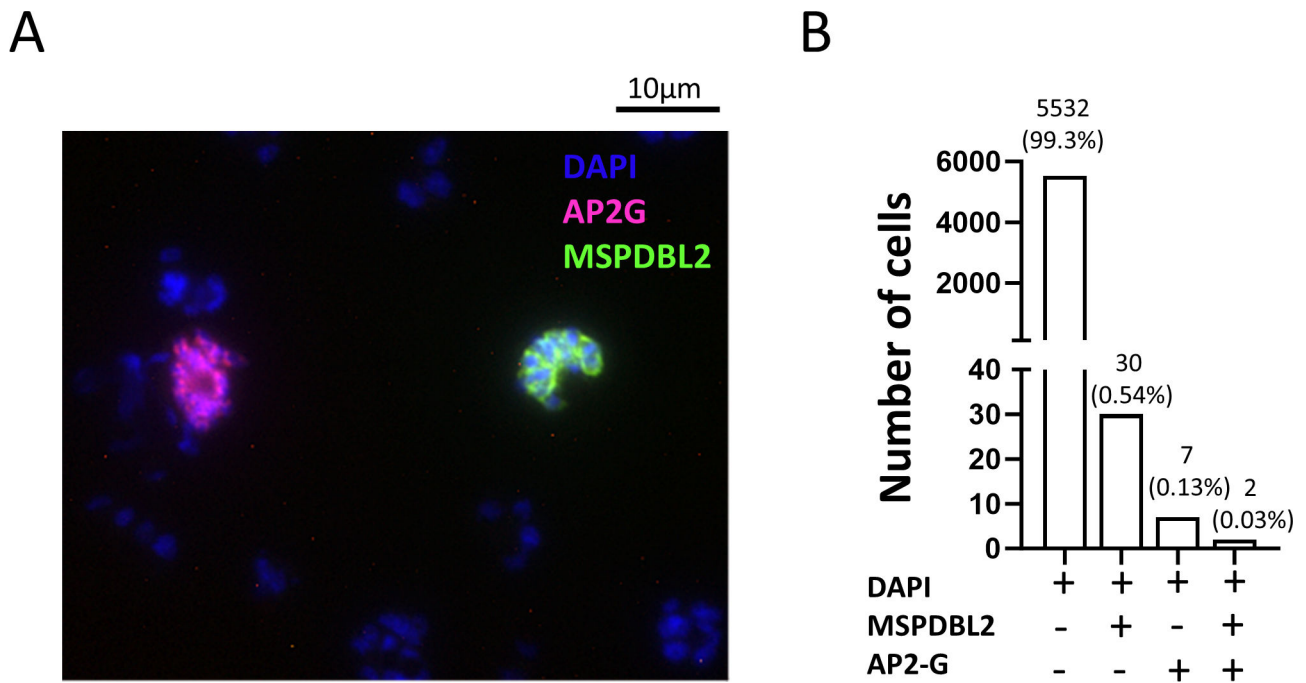 A
10µm
DAPI
AP2G
MSPDBL2
B
Number of cells
6000
4000
2000
40
30
20
10
0
5532
(99.3%)
30
(0.54%)
7
(0.13%)
2
(0.03%)
DAPI + + + +
MSPDBL2 - + - +
AP2-G - - + +